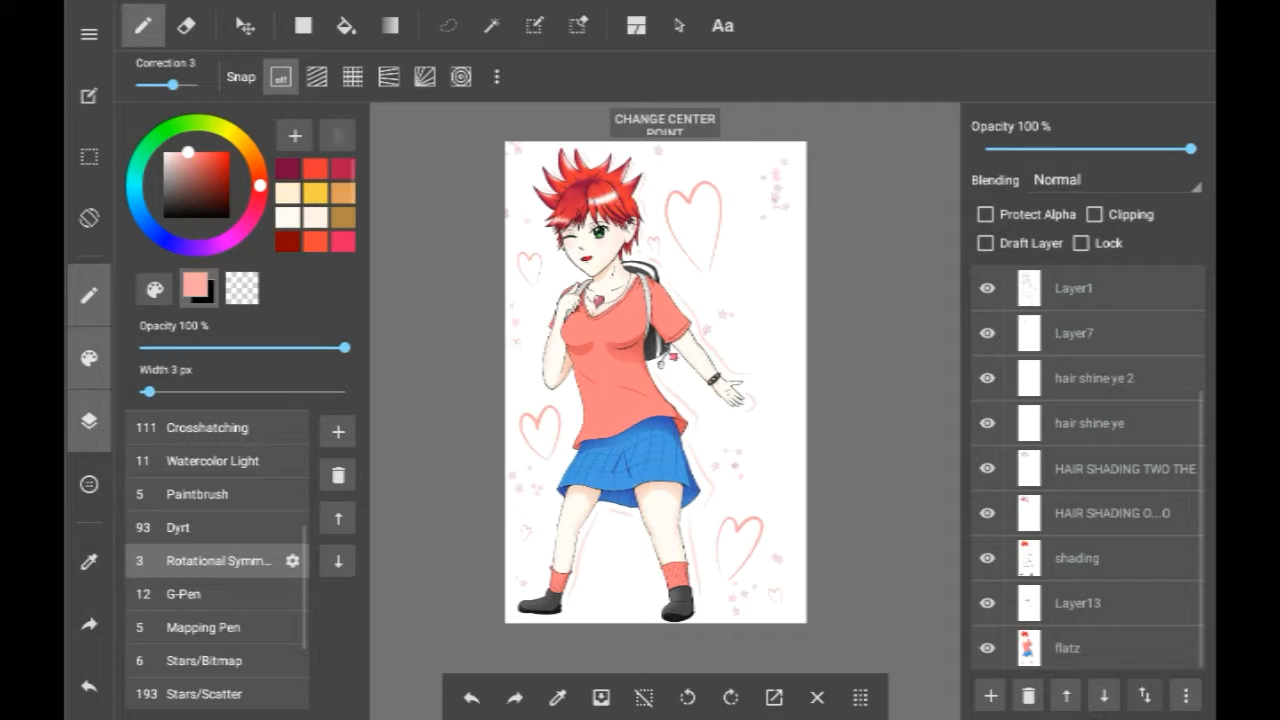 Aa
Correction 3
Snap
off
CHANGE CENTER
POINT
Opacity 100 %
Width 3 px
111 Crosshatching
11 Watercolor Light
5 Paintbrush
93 Dyrt
3 Rotational Symm...
12 G-Pen
5 Mapping Pen
6 Stars/Bitmap
193 Stars/Scatter
Opacity 100 %
Blending Normal
Protect Alpha Clipping
Draft Layer Lock
Layer1
Layer7
hair shine ye 2
hair shine ye
HAIR SHADING TWO THE
HAIR SHADING O...O
shading
Layer13
flatz